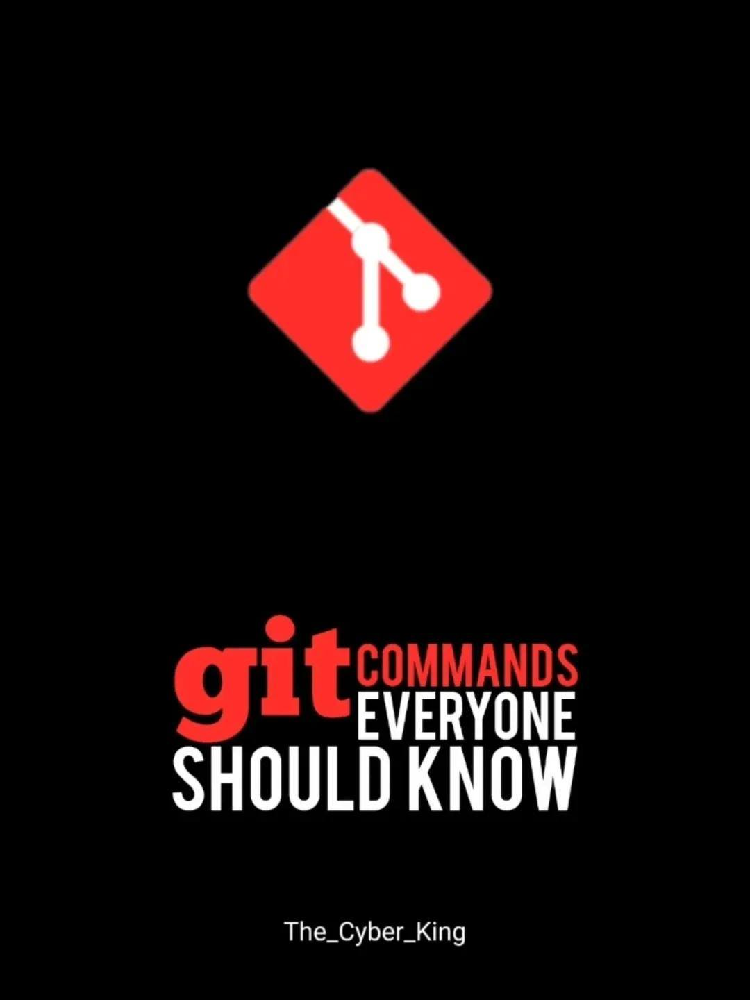 git COMMANDS
EVERYONE
SHOULD KNOW
The_Cyber_King